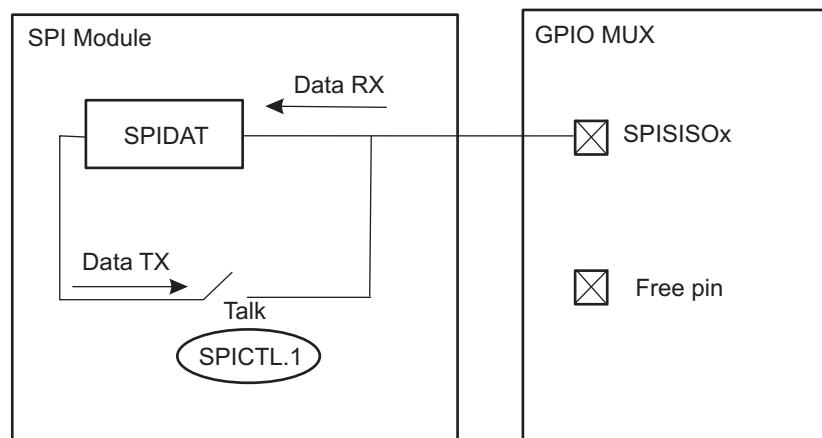 SPI Module
GPIO MUX
Data RX
SPIDAT
SPISISOx
Data TX
Free pin
Talk
SPICTL.1